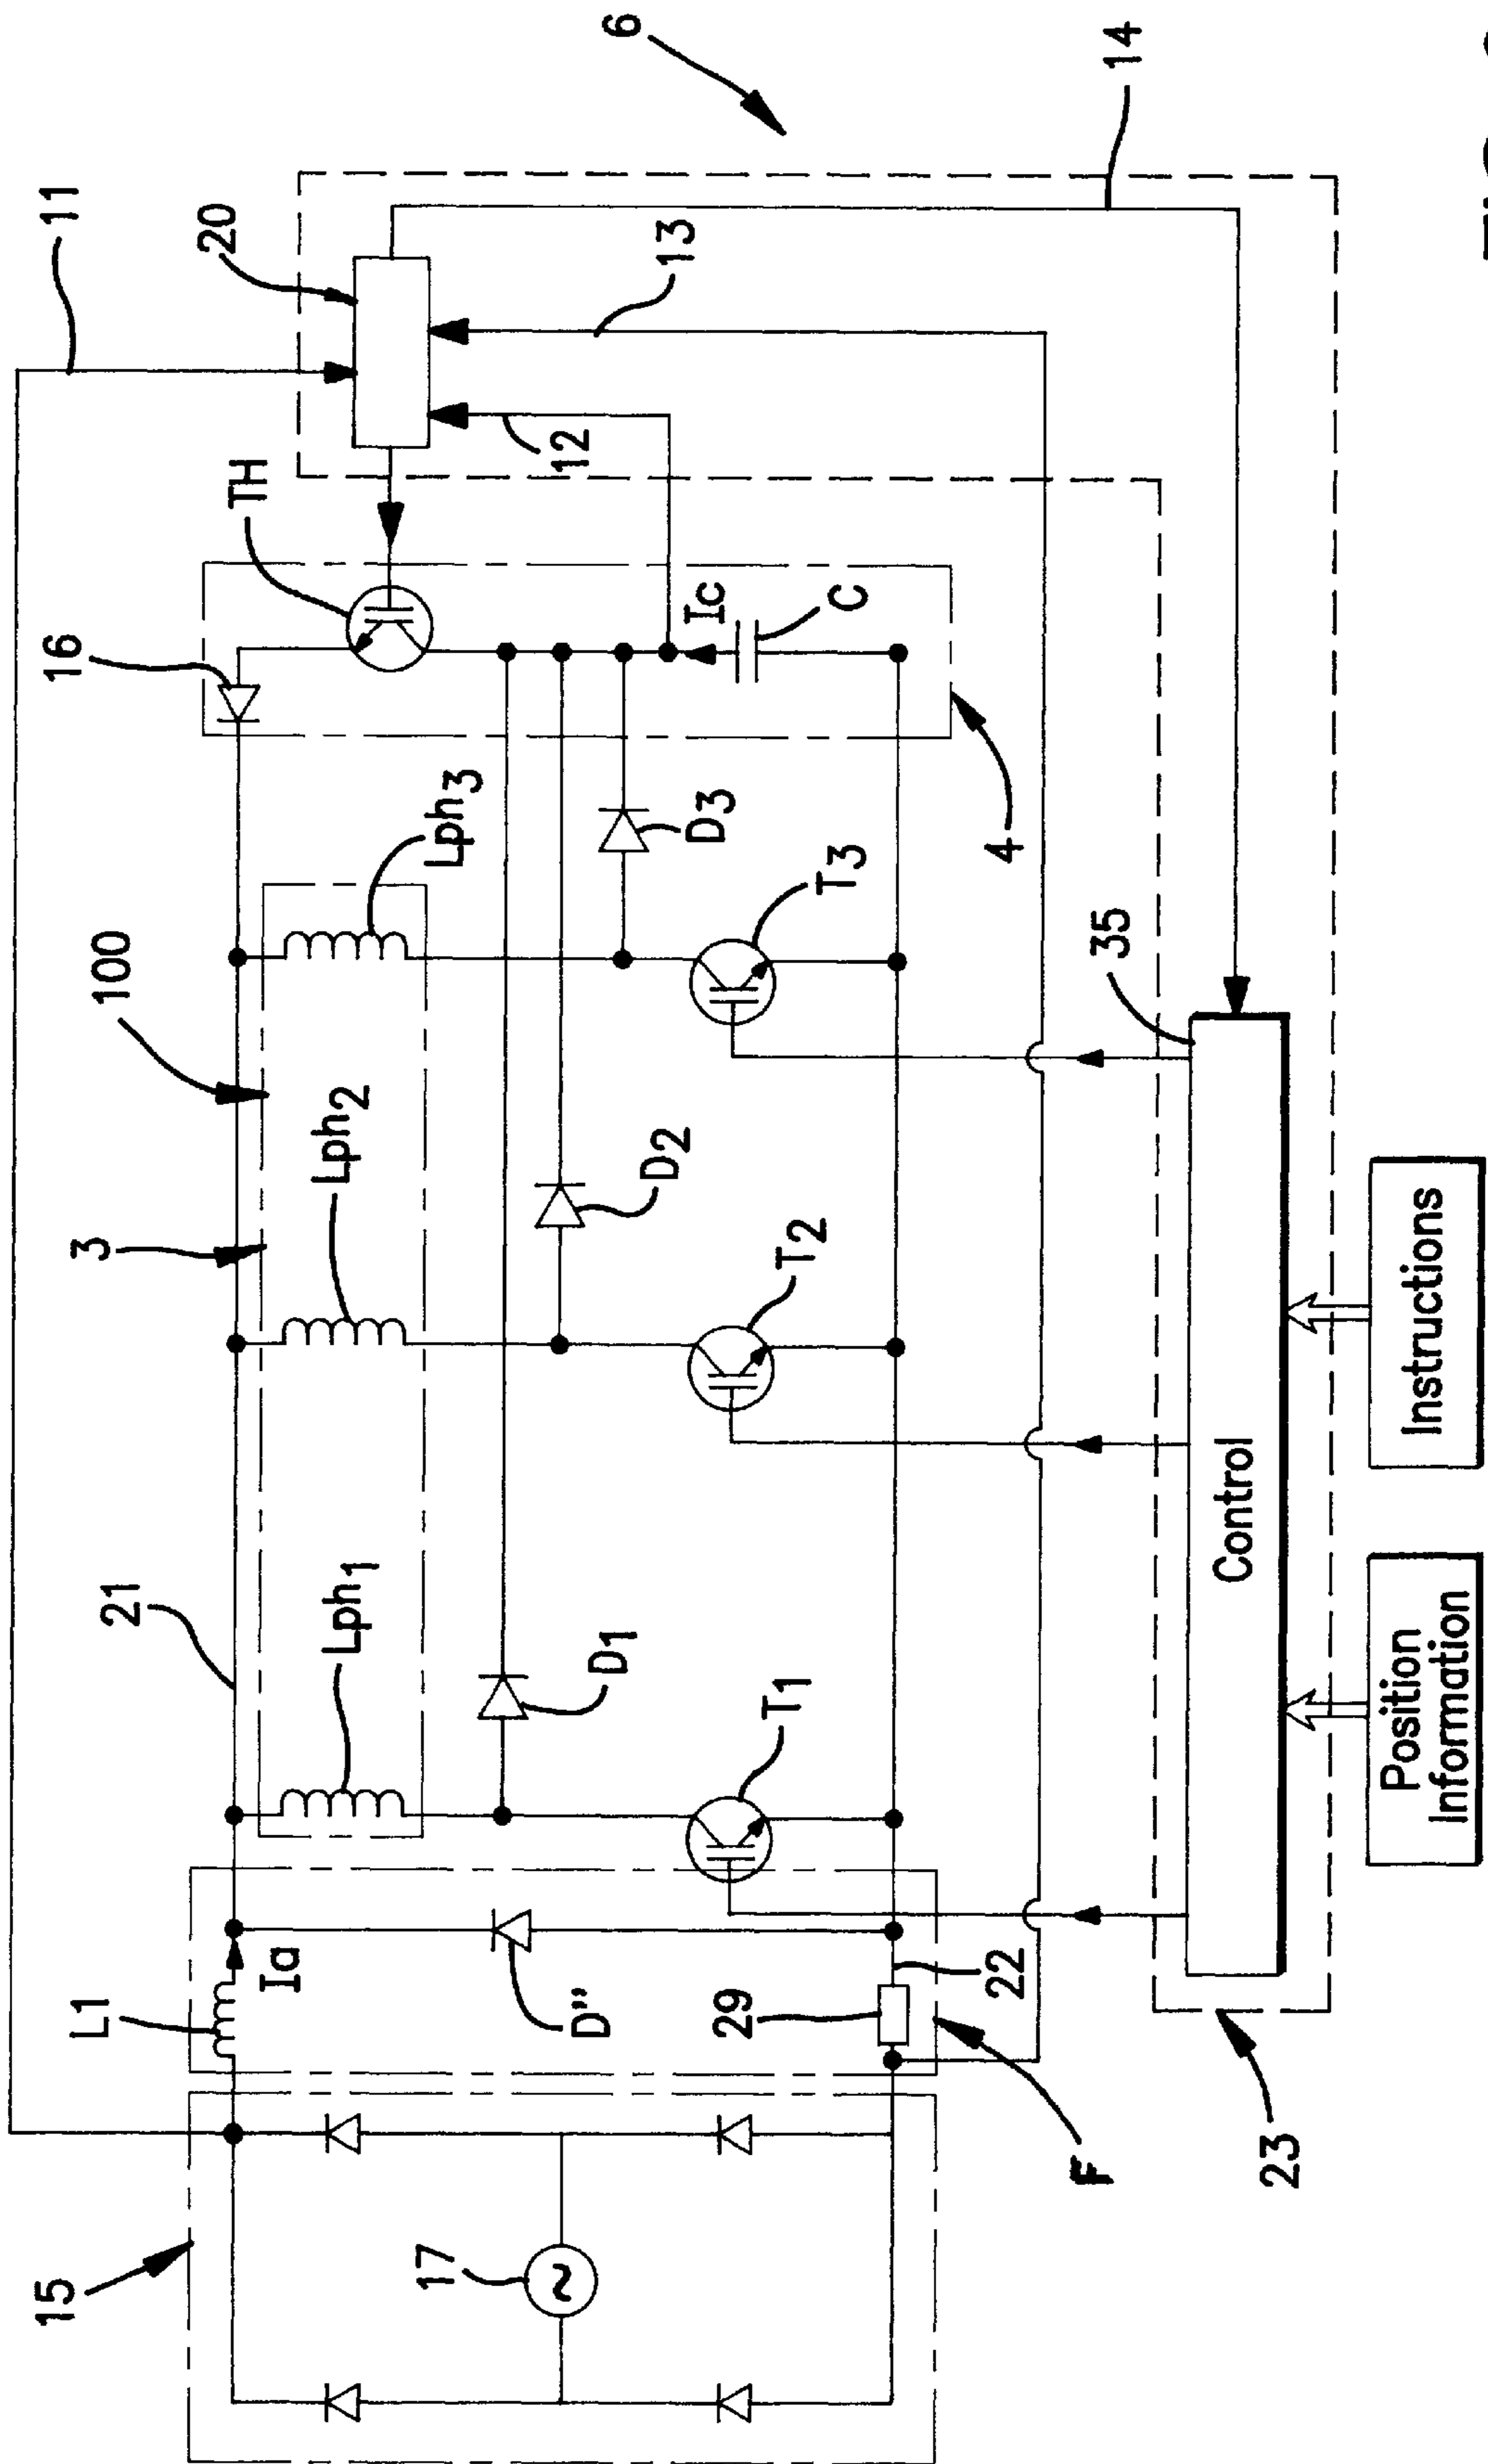 11
6
20
14
13
12
TH
16
Ic
C
4
Lph3
D3
T3
100
35
Lph2
3
D2
T2
21
Lph1
D1
T1
Control
Instructions
Position
Information
L1
Ia
D"
29
22
F
23
15
17